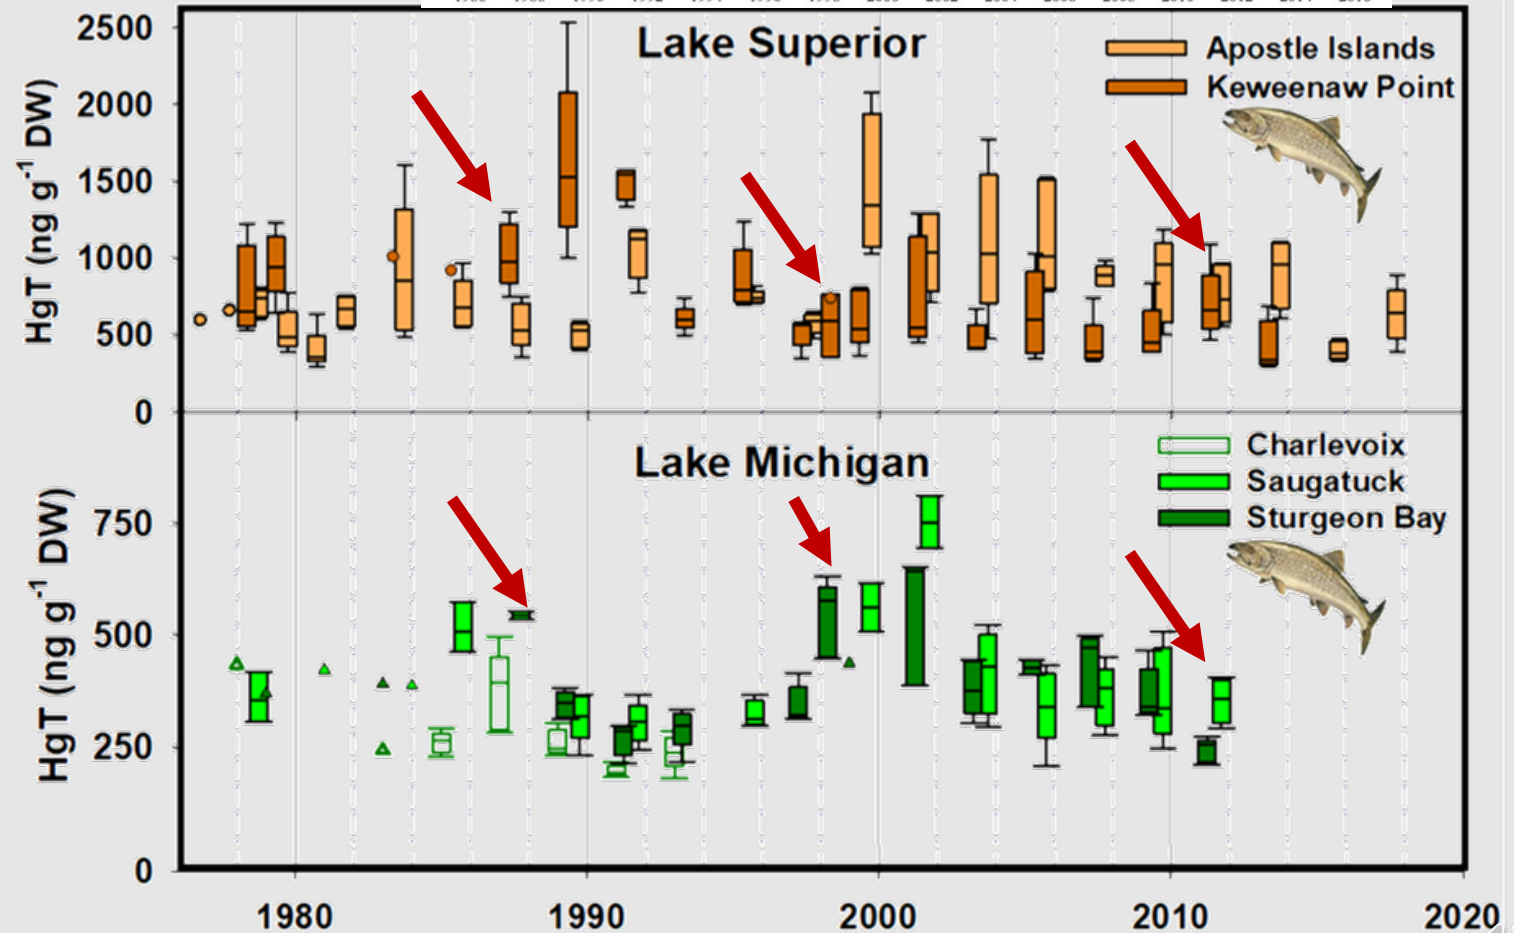 2500
Lake Superior
Apostle Islands
Keweenaw Point
2000
HgT (ng g⁻¹ DW)
1500
1000
500
0
Lake Michigan
Charlevoix
Saugatuck
Sturgeon Bay
750
HgT (ng g⁻¹ DW)
500
250
0
1980 1990 2000 2010 2020